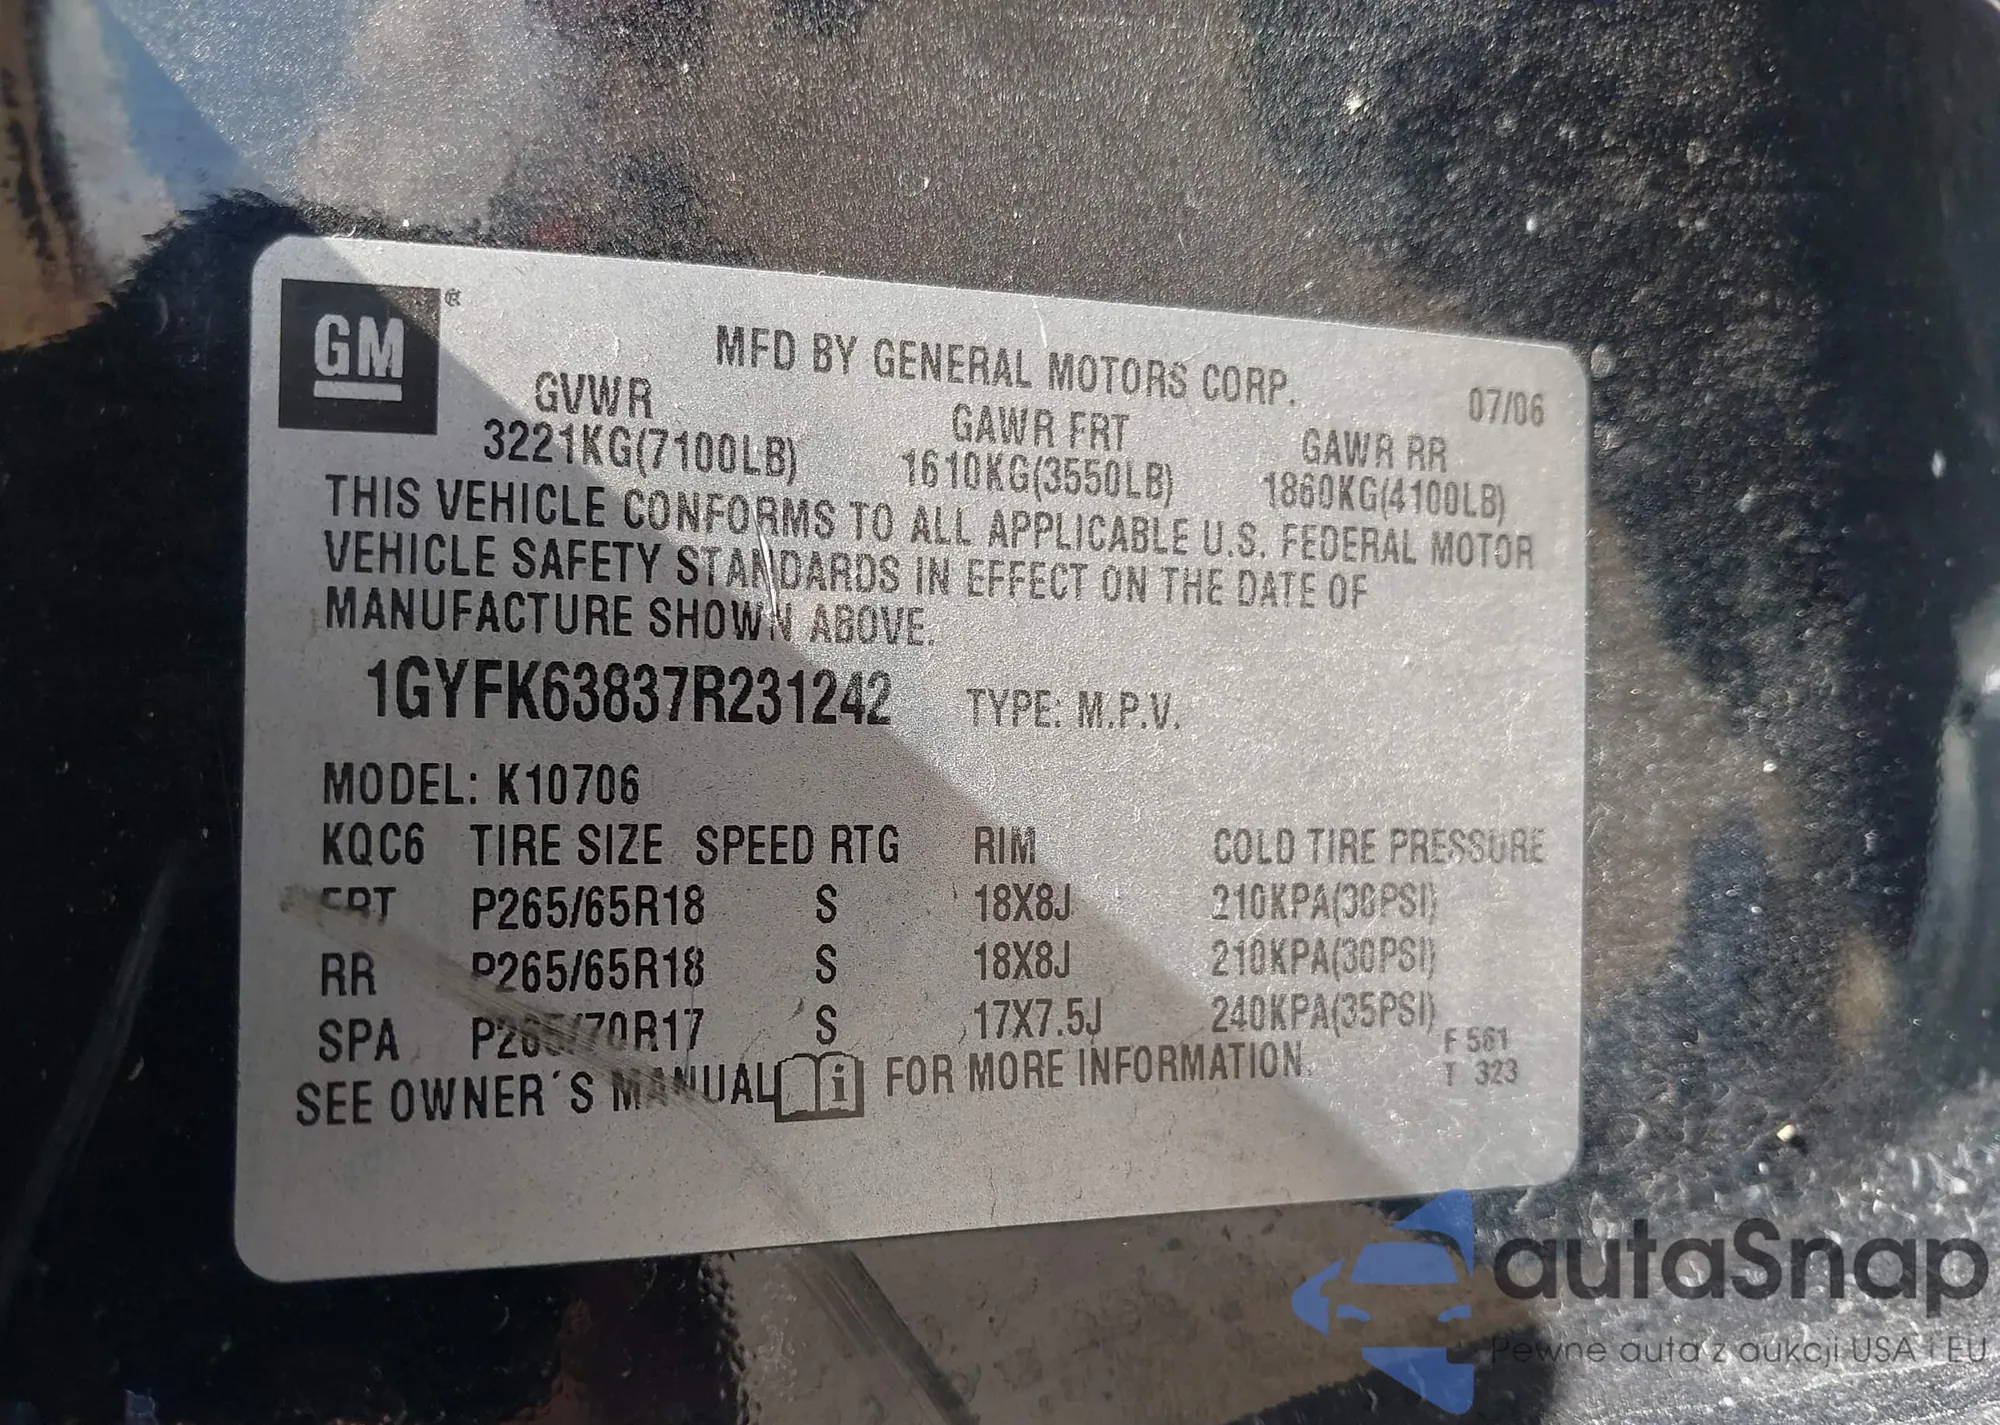 GM ®
MFD BY GENERAL MOTORS CORP.
07/06
GVWR GAWR FRT GAWR RR
3221KG(7100LB) 1610KG(3550LB) 1860KG(4100LB)
THIS VEHICLE CONFORMS TO ALL APPLICABLE U.S. FEDERAL MOTOR
VEHICLE SAFETY STANDARDS IN EFFECT ON THE DATE OF
MANUFACTURE SHOWN ABOVE.
1GYFK63837R231242 TYPE: M.P.V.
MODEL: K10706
KQC6 TIRE SIZE SPEED RTG RIM COLD TIRE PRESSURE
FRT P265/65R18 S 18X8J 210KPA(30PSI)
RR P265/65R18 S 18X8J 210KPA(30PSI)
SPA P265/70R17 S 17X7.5J 240KPA(35PSI)
F 561
T 323
SEE OWNER´S MANUAL i FOR MORE INFORMATION.
autaSnap
Pewne auta z aukcji USA i EU